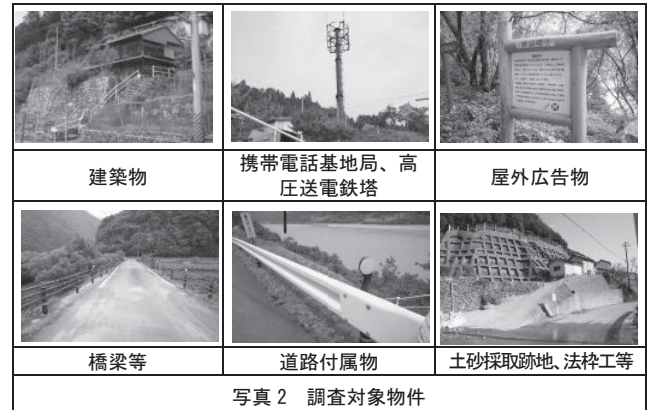 建築物
携帯電話基地局、高
圧送電鉄塔
屋外広告物
橋梁等
道路付属物
土砂採取跡地、法枠工等
写真2　調査対象物件